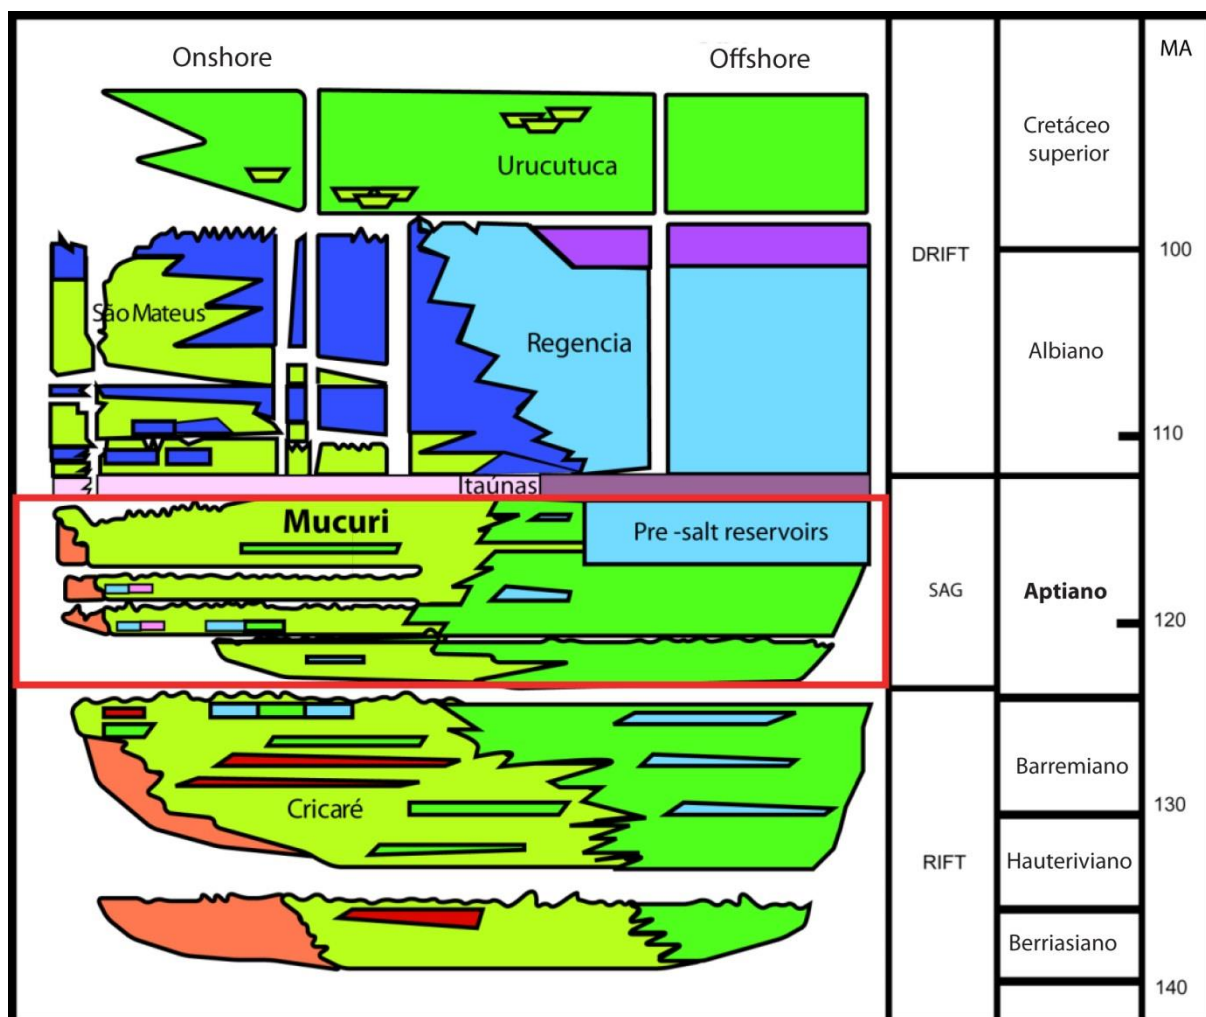 Onshore
Offshore
MA
Cretáceo
superior
Urucutuca
DRIFT
100
São Mateus
Regencia
Albiano
110
Itaúnas
Mucuri
Pre -salt reservoirs
SAG
Aptiano
120
Barremiano
130
Cricaré
RIFT
Hauteriviano
Berriasiano
140